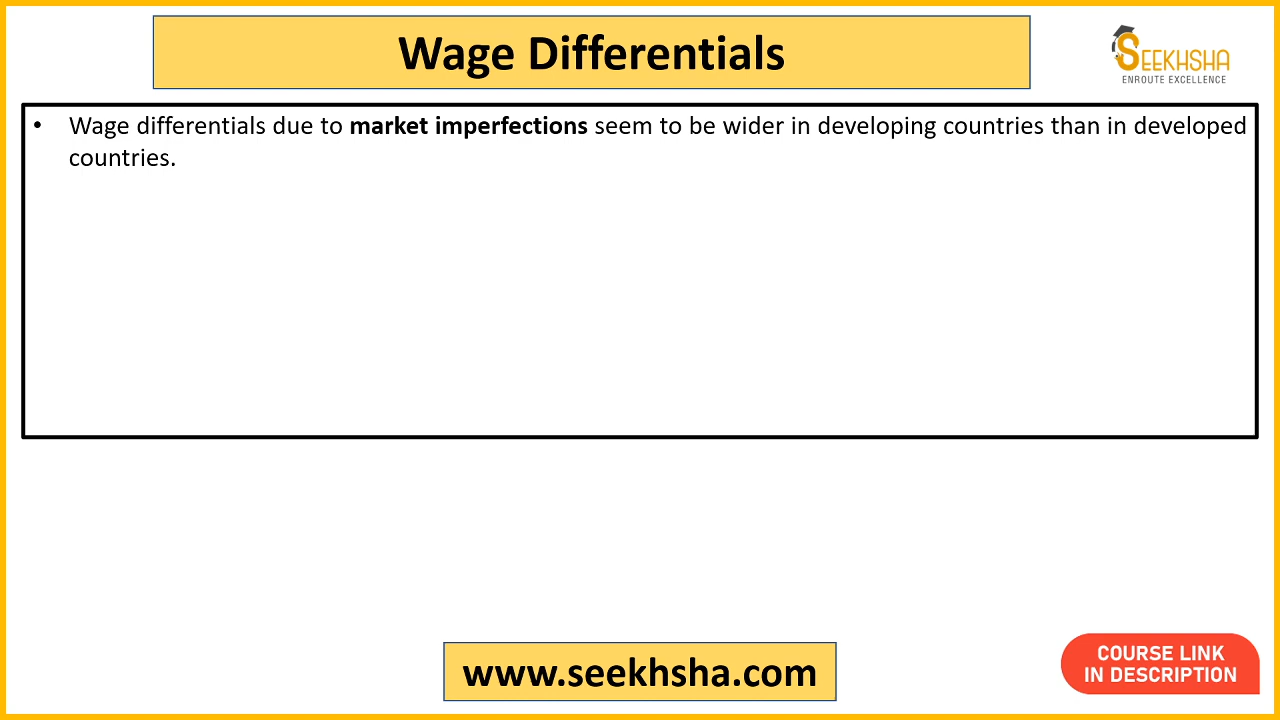 Wage Differentials
SEEKHSHA
ENROUTE EXCELLENCE
• Wage differentials due to market imperfections seem to be wider in developing countries than in developed
countries.
www.seekhsha.com
COURSE LINK
IN DESCRIPTION